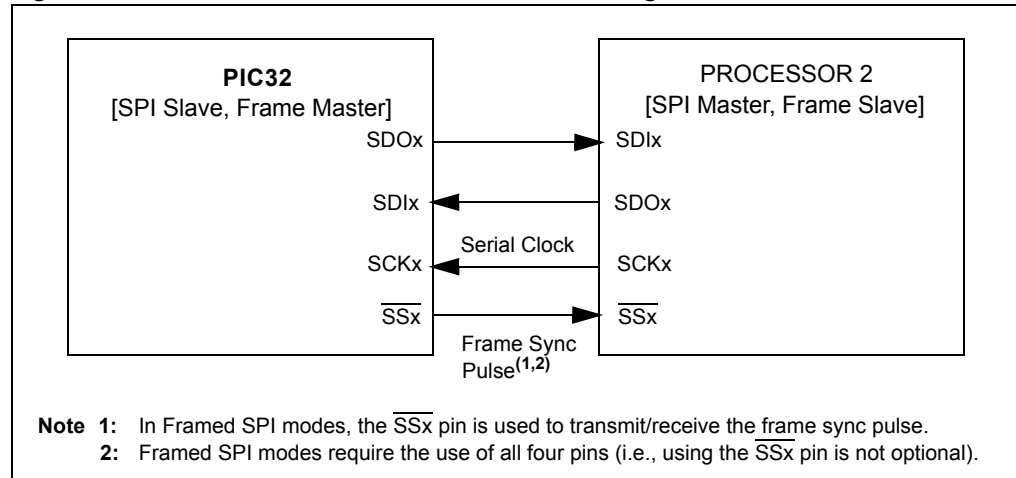 PIC32
[SPI Slave, Frame Master]
PROCESSOR 2
[SPI Master, Frame Slave]
SDOx
SDIx
SDIx
SDOx
Serial Clock
SCKx
SCKx
SSx
SSx
Frame Sync
Pulse(1,2)
Note 1: In Framed SPI modes, the SSx pin is used to transmit/receive the frame sync pulse.
2: Framed SPI modes require the use of all four pins (i.e., using the SSx pin is not optional).